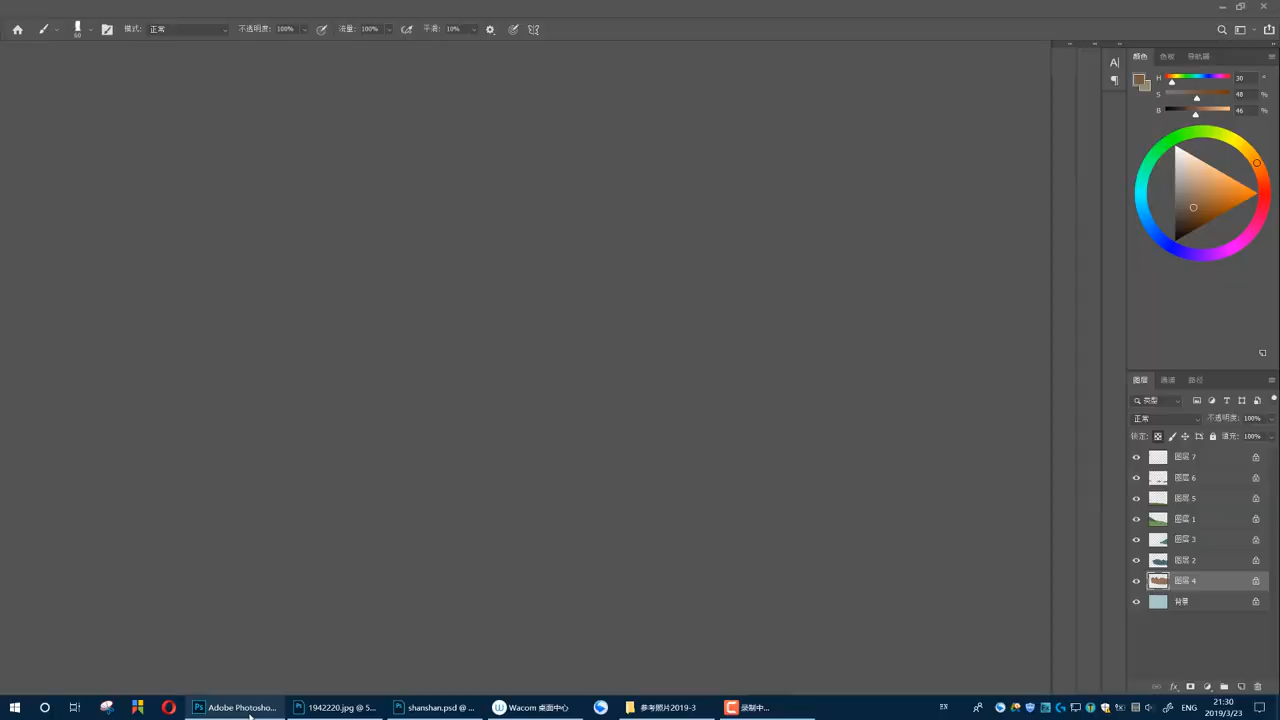 60
模式: 正常
不透明度: 100%
流量: 100%
平滑: 10%
颜色 色板 导航器
H 30 °
S 48 %
B 46 %
图层 通道 路径
类型
正常 不透明度: 100%
锁定: 填充: 100%
图层 7
图层 6
图层 5
图层 1
图层 3
图层 2
图层 4
背景
Ps Adobe Photosho...
Ps 1942220.jpg @ 5...
Ps shanshan.psd @ ...
Wacom 桌面中心
参考照片2019-3
录制中...
ENG
21:30
2019/3/23